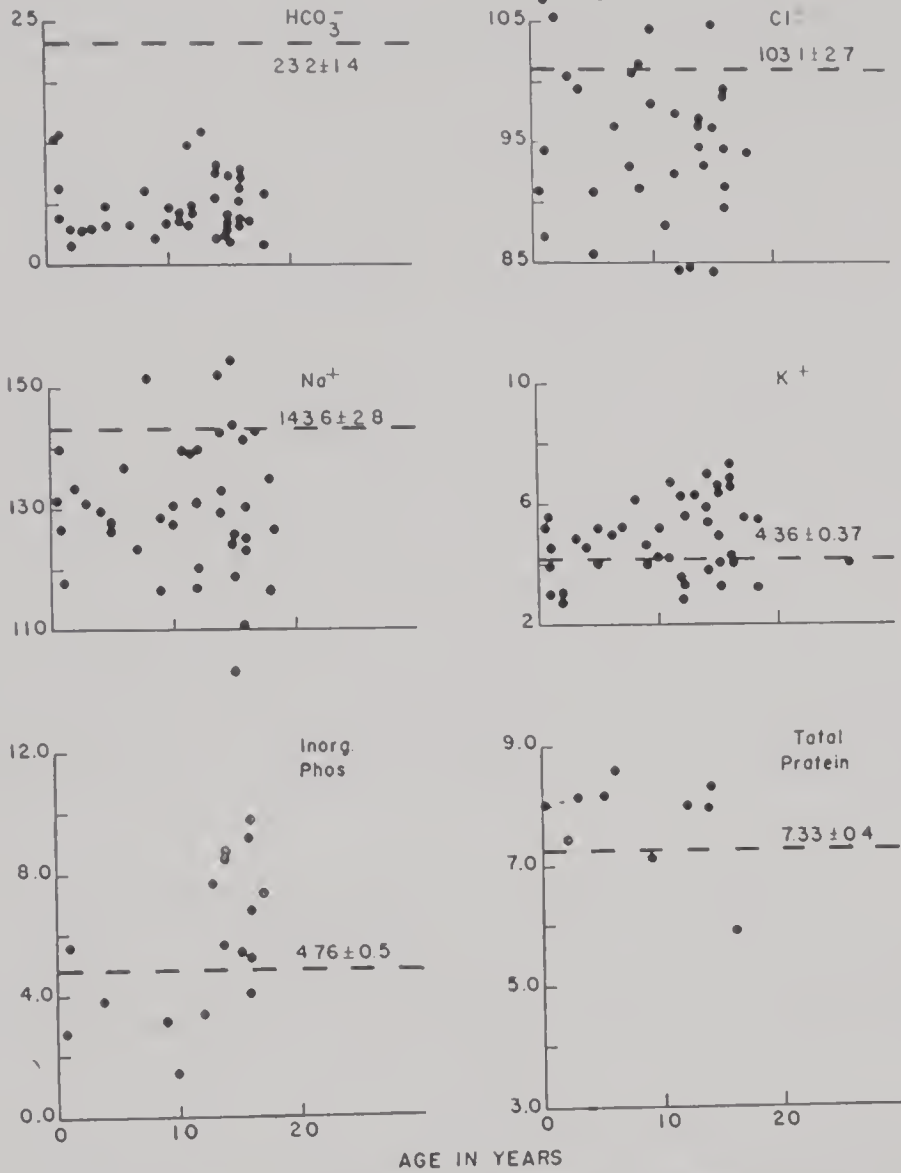 25
HCO₃⁻
23.2±1.4
0
105
Cl⁻
103.1±2.7
95
85
150
Na⁺
143.6±2.8
130
110
10
K⁺
6
4.36±0.37
2
12.0
Inorg.
Phos
8.0
4.76±0.5
4.0
0.0
0 10 20
9.0
Total
Protein
7.33±0.4
7.0
5.0
3.0
0 10 20
AGE IN YEARS